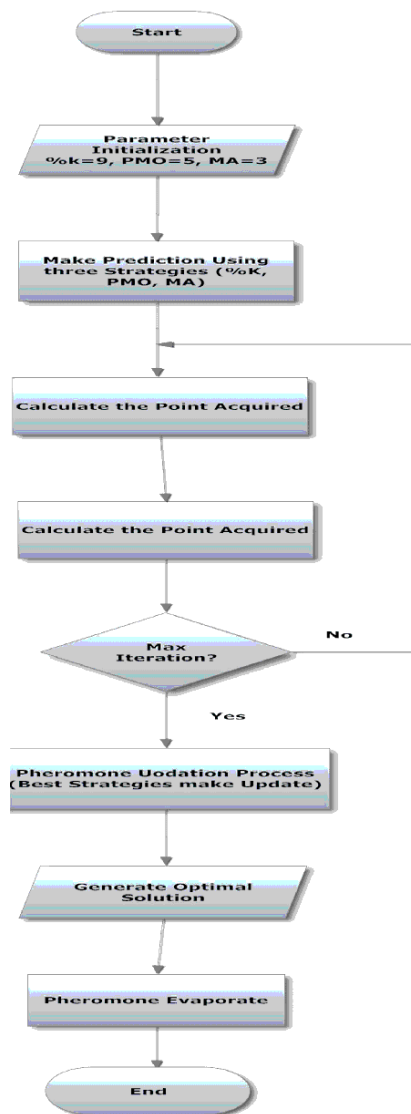 Start
Parameter
Initialization
%k=9, PMO=5, MA=3
Make Prediction Using
three Strategies (%K,
PMO, MA)
Calculate the Point Acquired
Calculate the Point Acquired
Max
Iteration?
No
Yes
Pheromone Uodation Process
(Best Strategies make Update)
Generate Optimal
Solution
Pheromone Evaporate
End